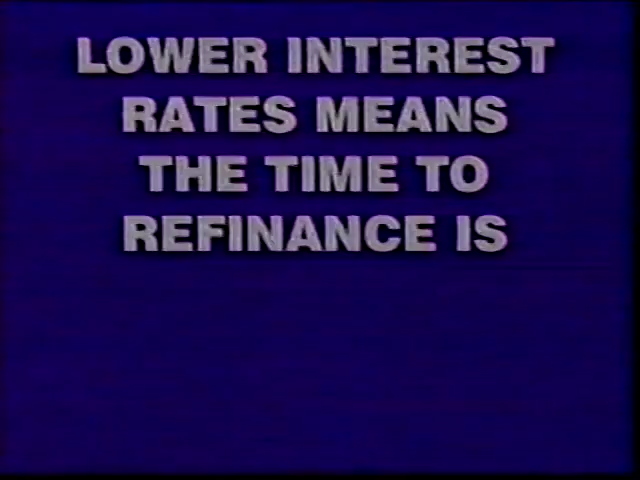 LOWER INTEREST
RATES MEANS
THE TIME TO
REFINANCE IS